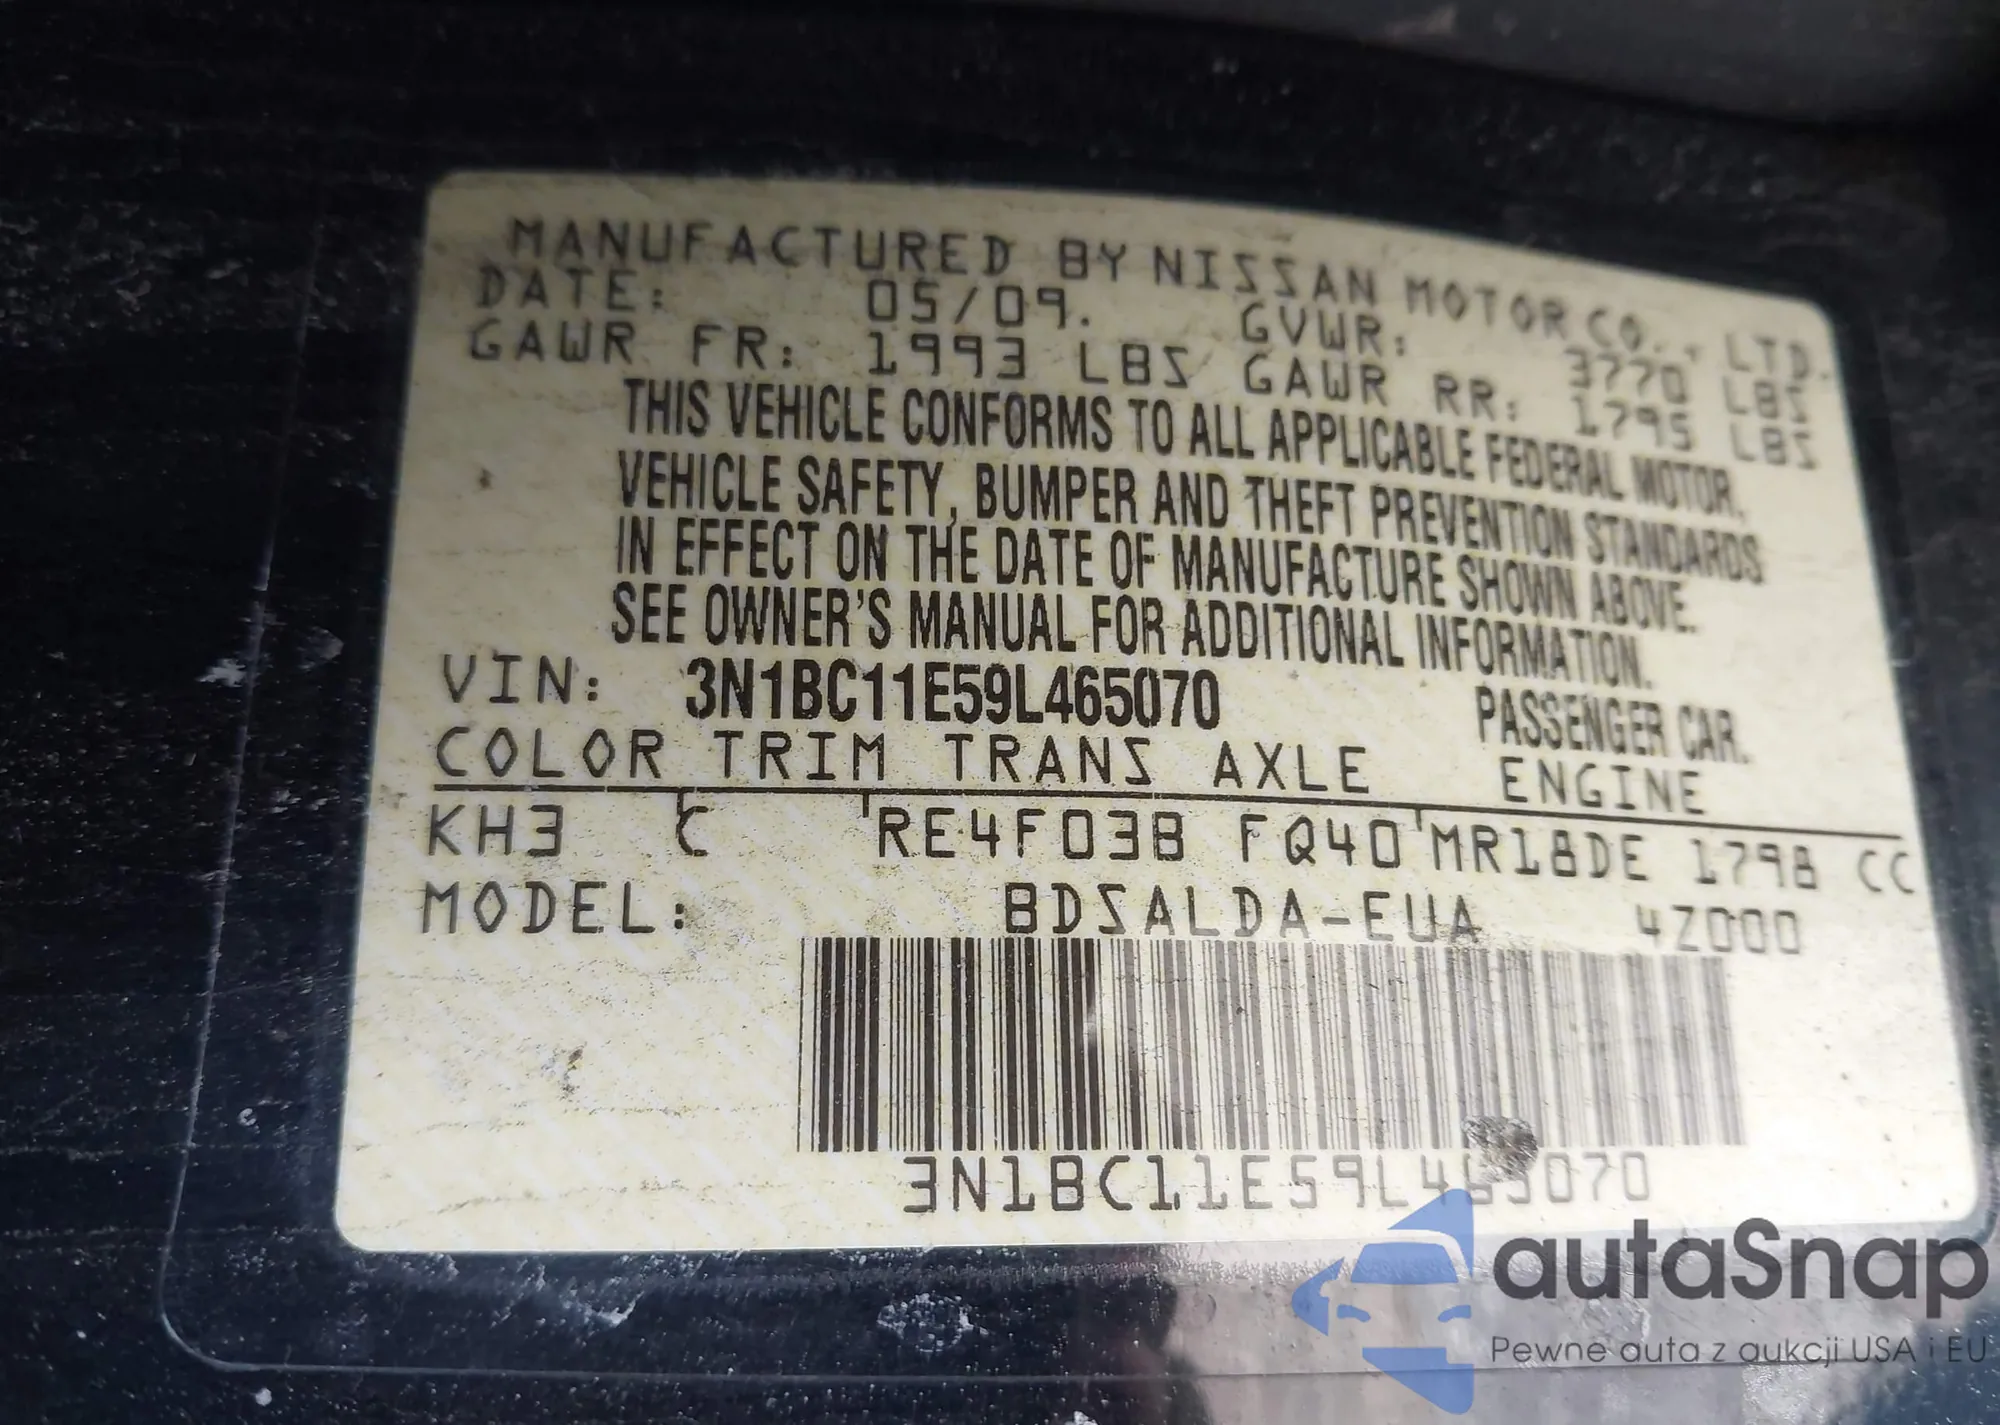 MANUFACTURED BY NISSAN MOTOR CO., LTD.
DATE: 05/09. GVWR: 3770 LBS
GAWR FR: 1993 LBS GAWR RR: 1795 LBS
THIS VEHICLE CONFORMS TO ALL APPLICABLE FEDERAL MOTOR,
VEHICLE SAFETY, BUMPER AND THEFT PREVENTION STANDARDS
IN EFFECT ON THE DATE OF MANUFACTURE SHOWN ABOVE.
SEE OWNER'S MANUAL FOR ADDITIONAL INFORMATION.
VIN: 3N1BC11E59L465070 PASSENGER CAR.
COLOR TRIM TRANS AXLE ENGINE
KH3 C RE4F03B FQ40 MR18DE 1798 CC
MODEL: BDSALDA-EUA 4Z000
3N1BC11E59L465070
autaSnap
Pewne auta z aukcji USA i EU